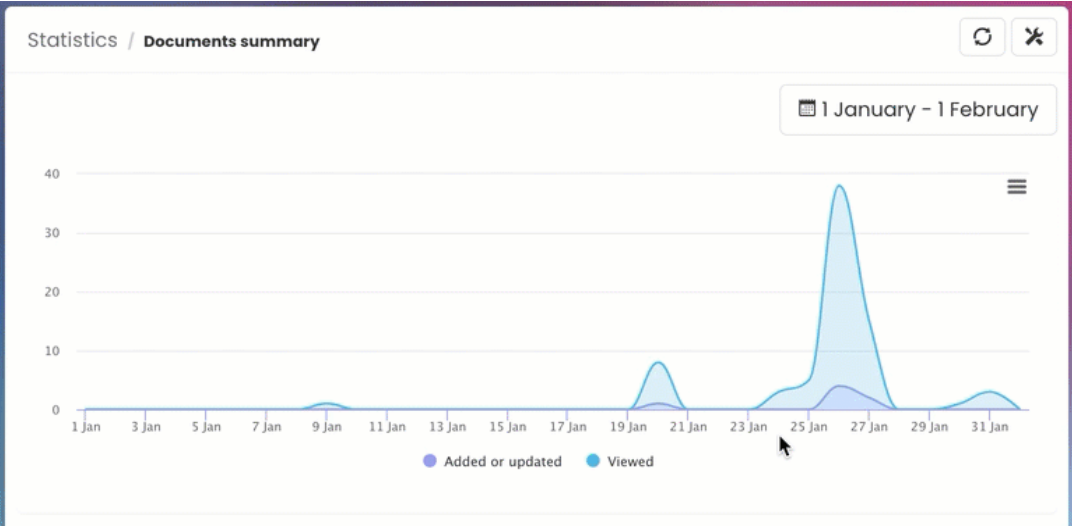 Statistics / Documents summary
1 January - 1 February
40
30
20
10
0
1 Jan 3 Jan 5 Jan 7 Jan 9 Jan 11 Jan 13 Jan 15 Jan 17 Jan 19 Jan 21 Jan 23 Jan 25 Jan 27 Jan 29 Jan 31 Jan
Added or updated Viewed